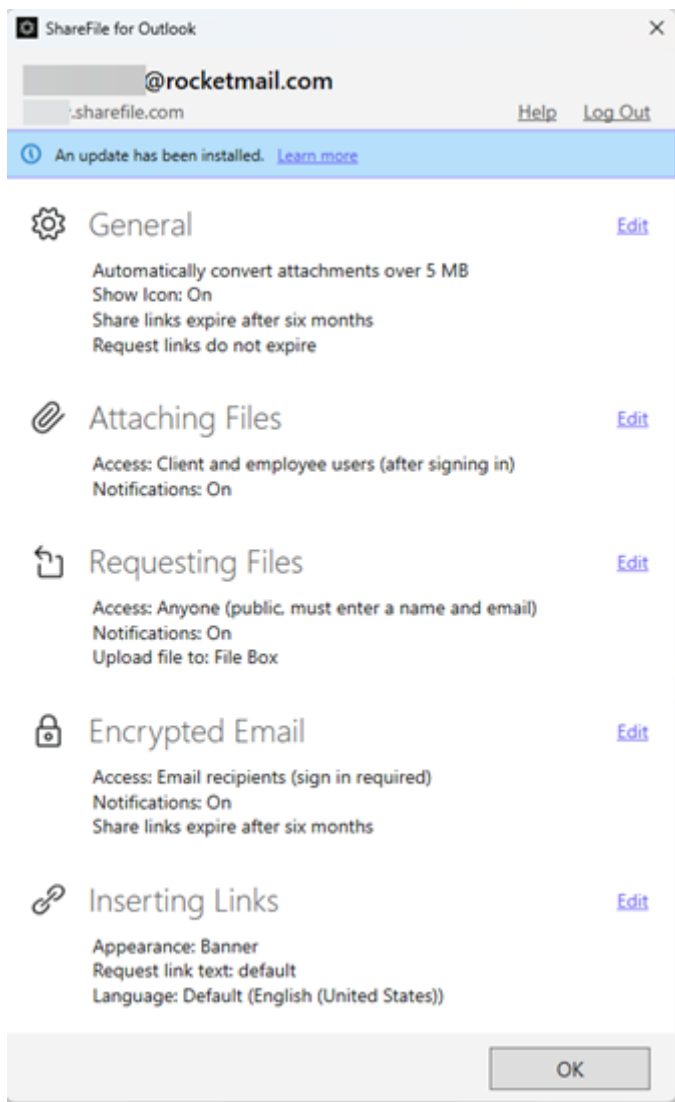 ShareFile for Outlook
@rocketmail.com
.sharefile.com Help Log Out
An update has been installed. Learn more
General Edit
Automatically convert attachments over 5 MB
Show Icon: On
Share links expire after six months
Request links do not expire
Attaching Files Edit
Access: Client and employee users (after signing in)
Notifications: On
Requesting Files Edit
Access: Anyone (public, must enter a name and email)
Notifications: On
Upload file to: File Box
Encrypted Email Edit
Access: Email recipients (sign in required)
Notifications: On
Share links expire after six months
Inserting Links Edit
Appearance: Banner
Request link text: default
Language: Default (English (United States))
OK